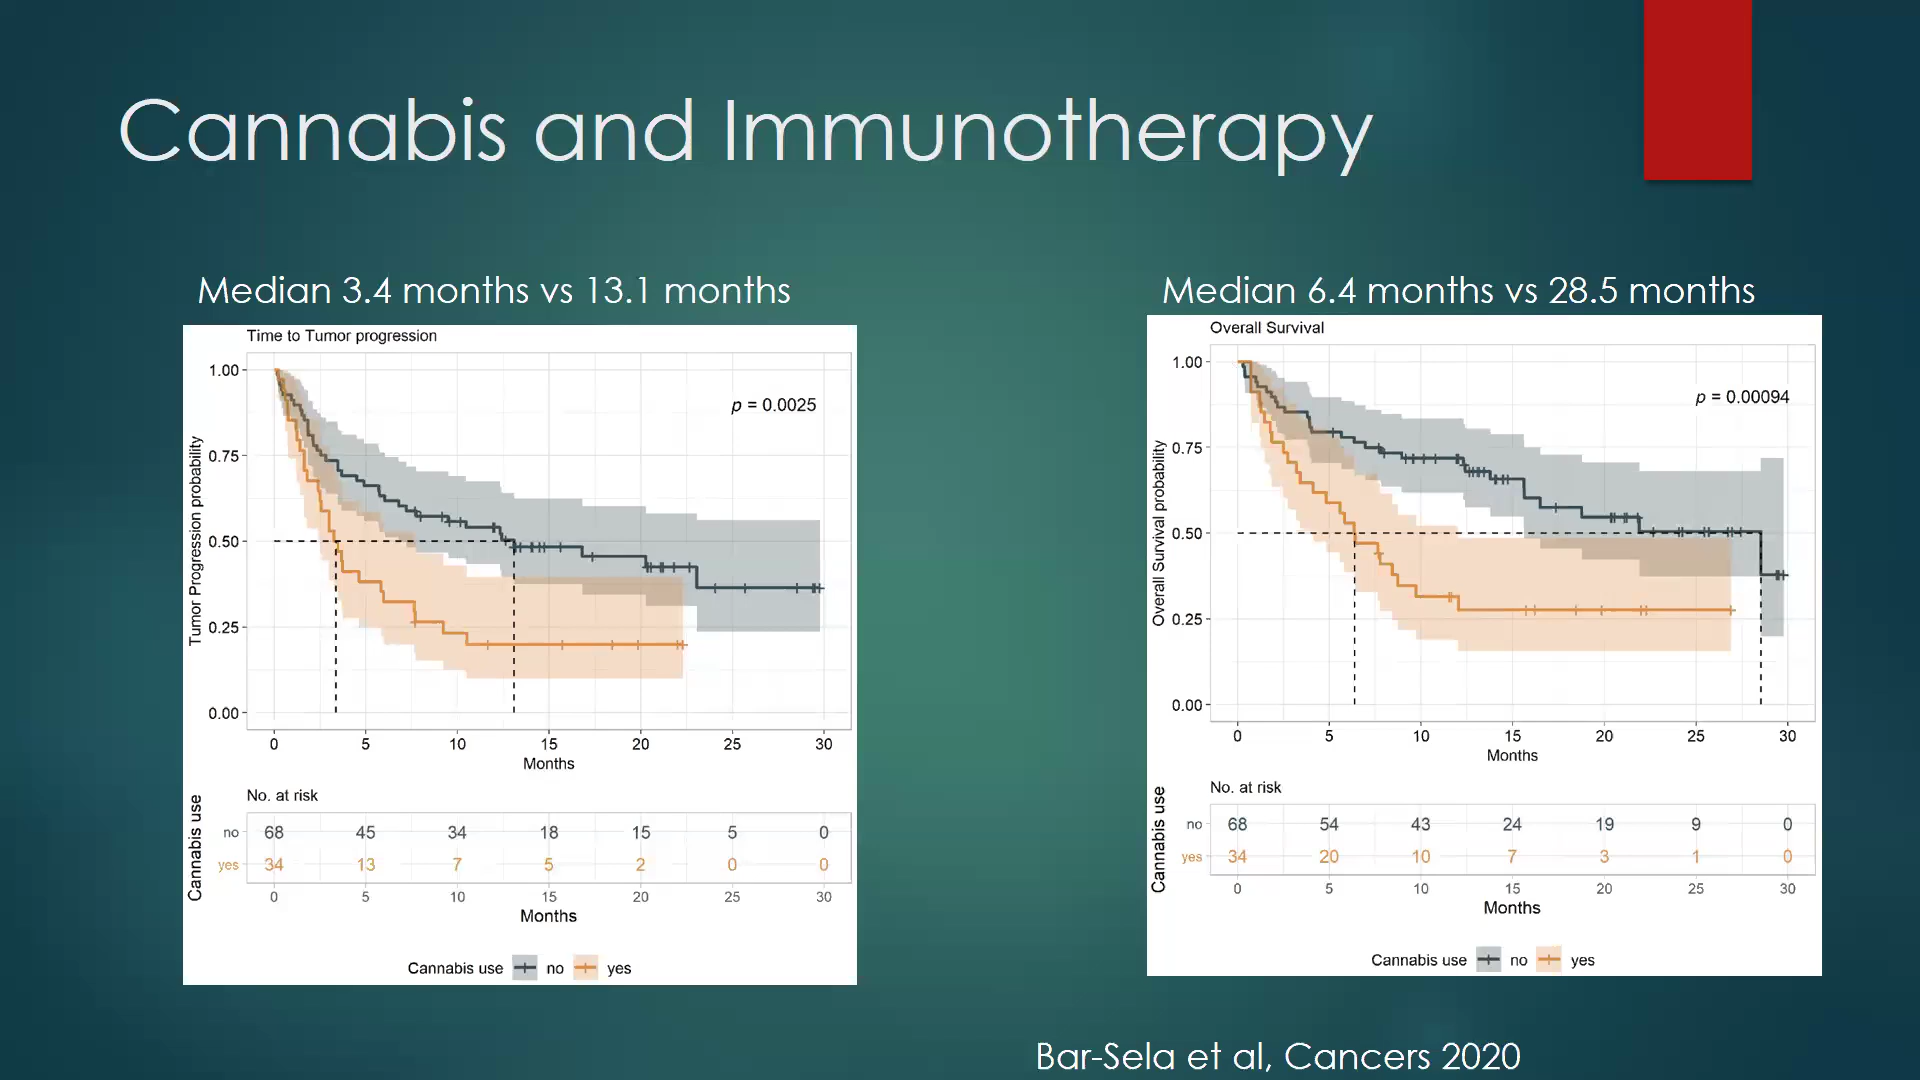 Cannabis and Immunotherapy
Median 3.4 months vs 13.1 months
Time to Tumor progression
Tumor Progression probability
1.00
0.75
0.50
0.25
0.00
p = 0.0025
0 5 10 15 20 25 30
Months
No. at risk
Cannabis use
no 68 45 34 18 15 5 0
yes 34 13 7 5 2 0 0
0 5 10 15 20 25 30
Months
Cannabis use no yes
Median 6.4 months vs 28.5 months
Overall Survival
Overall Survival probability
1.00
0.75
0.50
0.25
0.00
p = 0.00094
0 5 10 15 20 25 30
Months
No. at risk
Cannabis use
no 68 54 43 24 19 9 0
yes 34 20 10 7 3 1 0
0 5 10 15 20 25 30
Months
Cannabis use no yes
Bar-Sela et al, Cancers 2020